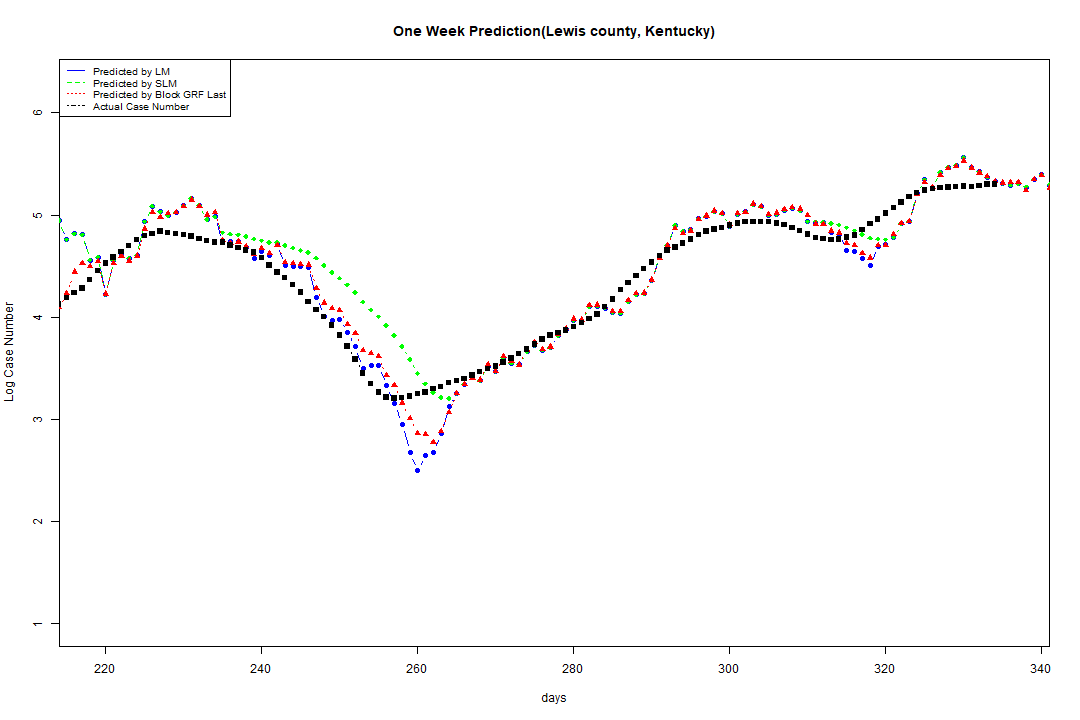 One Week Prediction(Lewis county, Kentucky)
Predicted by LM
Predicted by SLM
Predicted by Block GRF Last
Actual Case Number
6
5
4
3
2
1
Log Case Number
220 240 260 280 300 320 340
days